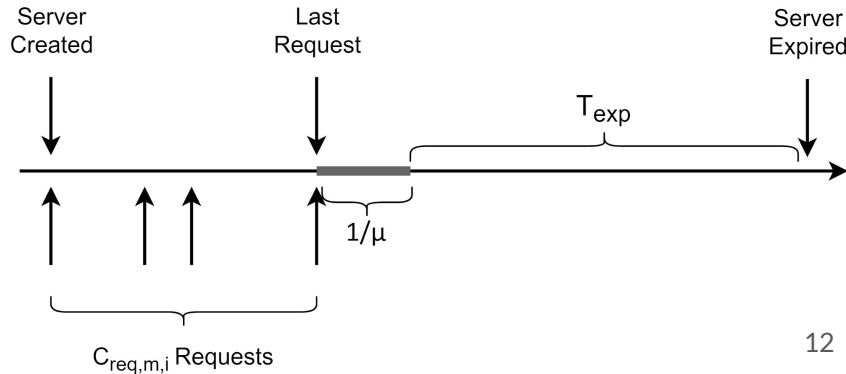 Server
Created
Last
Request
Server
Expired
T_exp
1/μ
C_req,m,i Requests
12